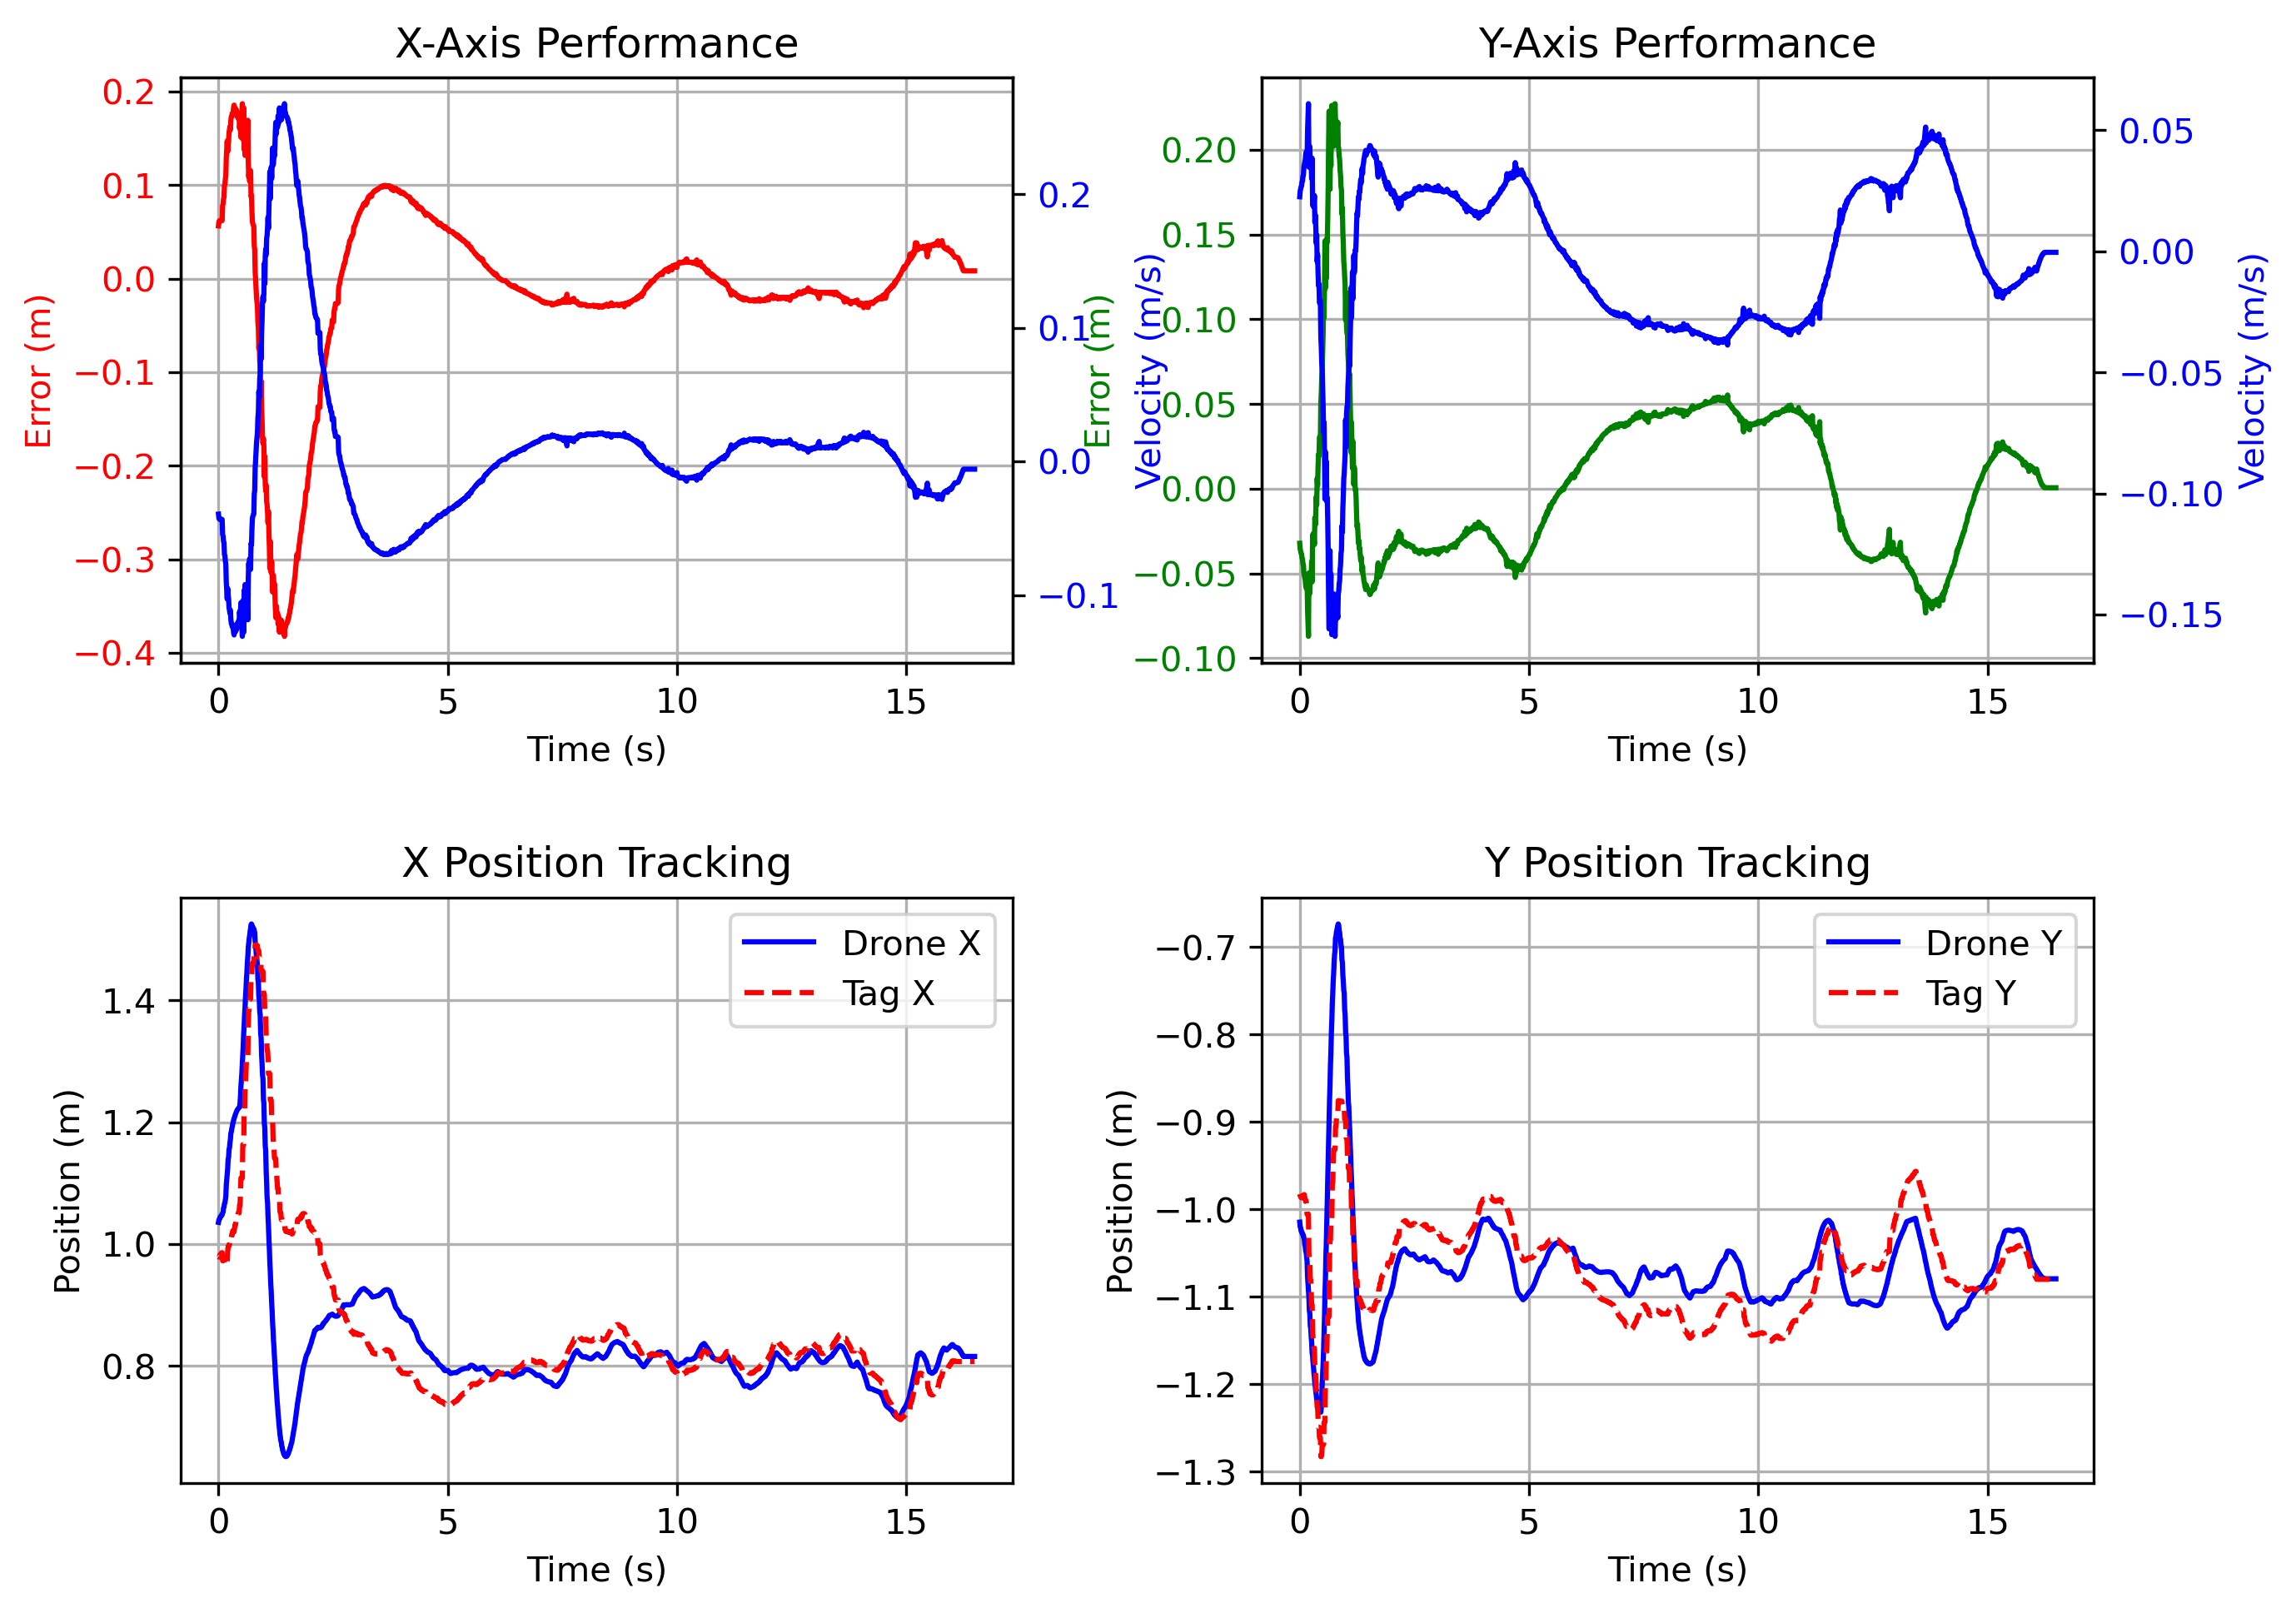 X-Axis Performance
0.2
0.1
0.0
−0.1
−0.2
−0.3
−0.4
Error (m)
0.2
0.1
0.0
−0.1
Velocity (m/s)
0
5
10
15
Time (s)
Y-Axis Performance
0.20
0.15
0.10
0.05
0.00
−0.05
−0.10
Error (m)
0.05
0.00
−0.05
−0.10
−0.15
Velocity (m/s)
0
5
10
15
Time (s)
X Position Tracking
1.4
1.2
1.0
0.8
Position (m)
Drone X
Tag X
0
5
10
15
Time (s)
Y Position Tracking
−0.7
−0.8
−0.9
−1.0
−1.1
−1.2
−1.3
Position (m)
Drone Y
Tag Y
0
5
10
15
Time (s)